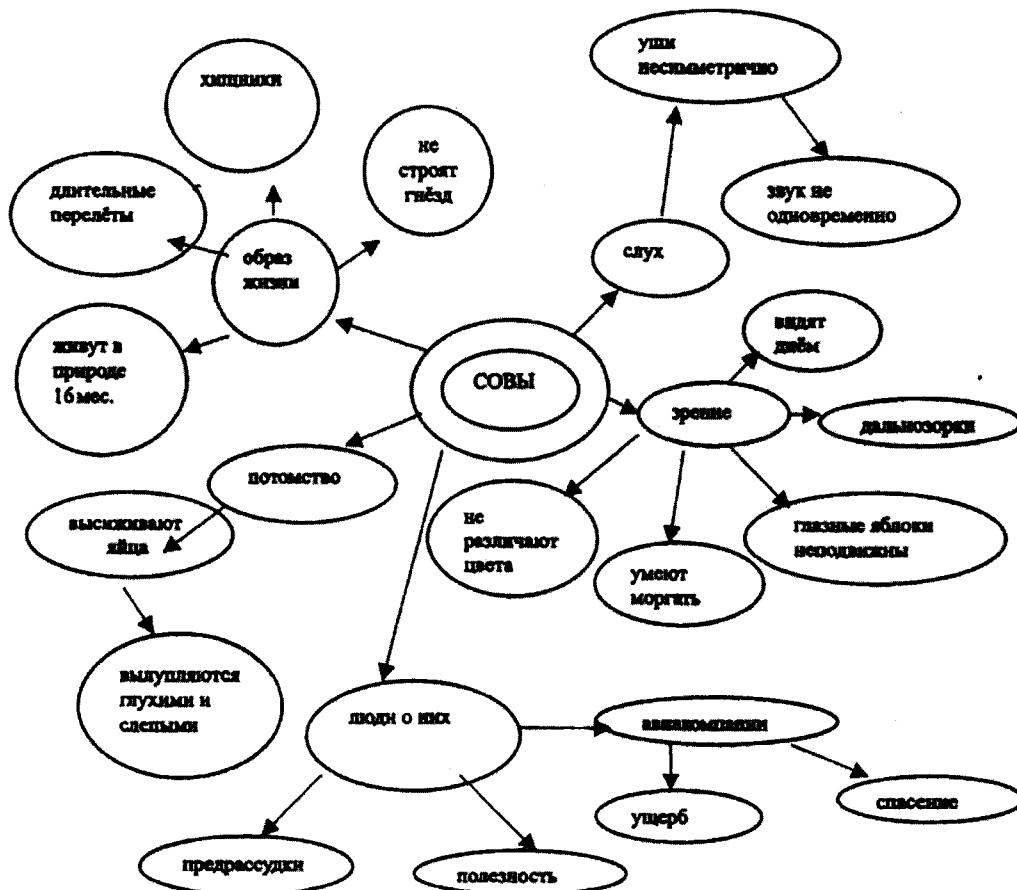 уши
несимметрично
хищники
не
строят
гнёзд
длительные
перелёты
звук не
одновременно
слух
образ
жизни
видят
днём
живут в
природе
16 мес.
СОВЫ
зрение
дальнозорки
потомство
высиживают
яйца
не
различают
цвета
глазные яблоки
неподвижны
умеют
моргать
вылупляются
глухими и
слепыми
люди о них
авиакомпании
спасение
ущерб
предрассудки
полезность